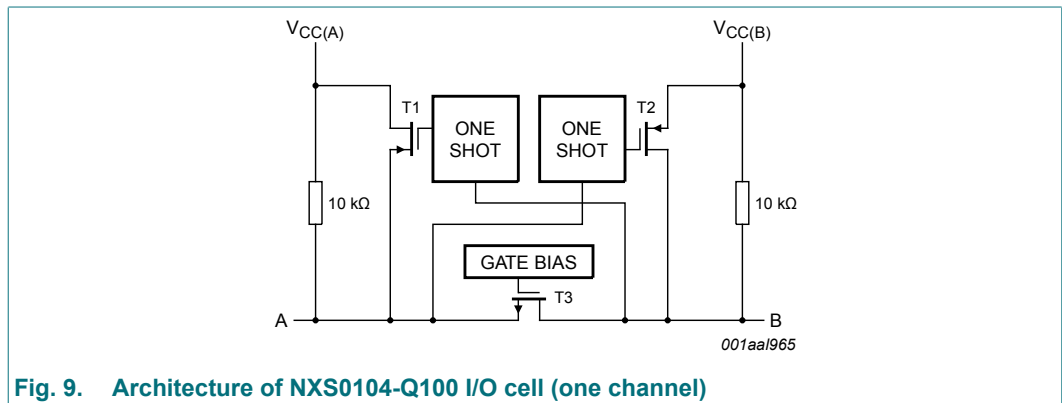 VCC(A)
VCC(B)
T1
T2
ONE
SHOT
ONE
SHOT
10 kΩ
10 kΩ
GATE BIAS
T3
A
B
001aal965
Fig. 9. Architecture of NXS0104-Q100 I/O cell (one channel)